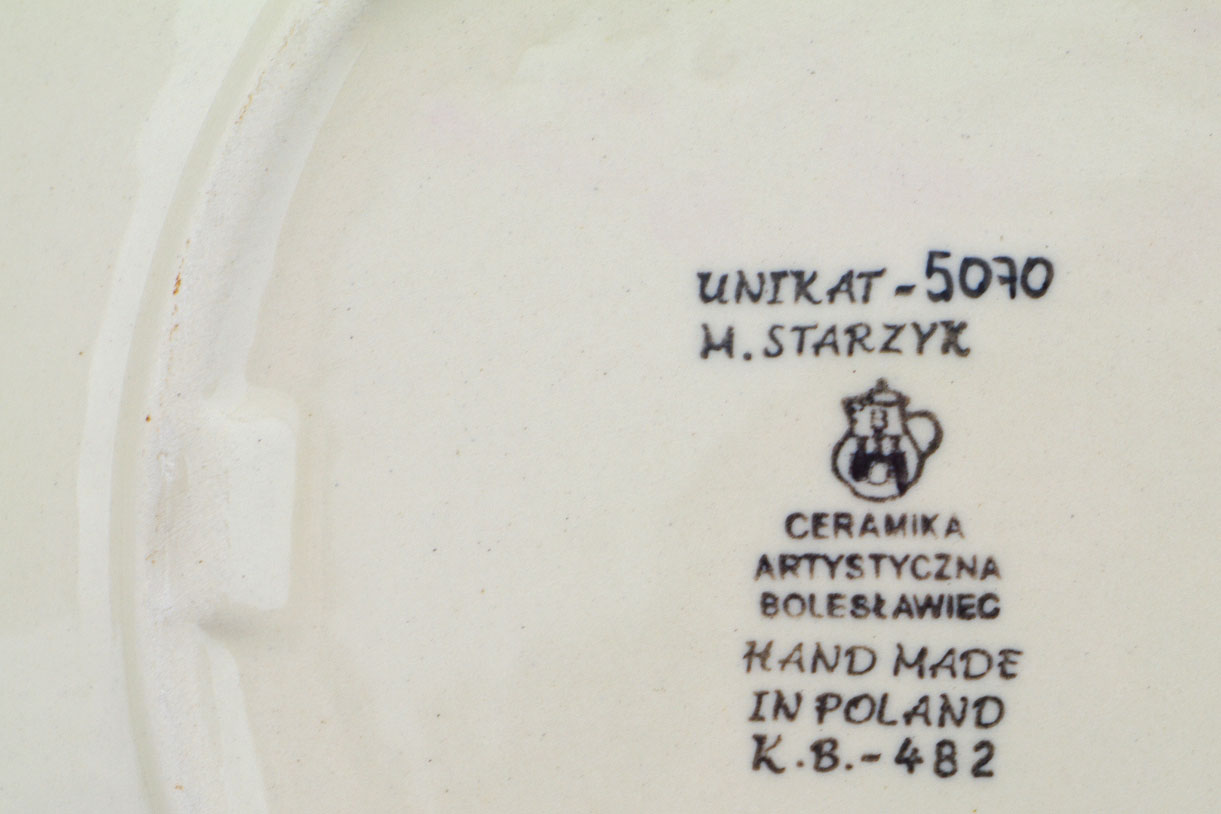 UNIKAT-5070
M. STARZYK
B
CERAMIKA
ARTYSTYCZNA
BOLESŁAWIEC
HAND MADE
IN POLAND
K.B.-482